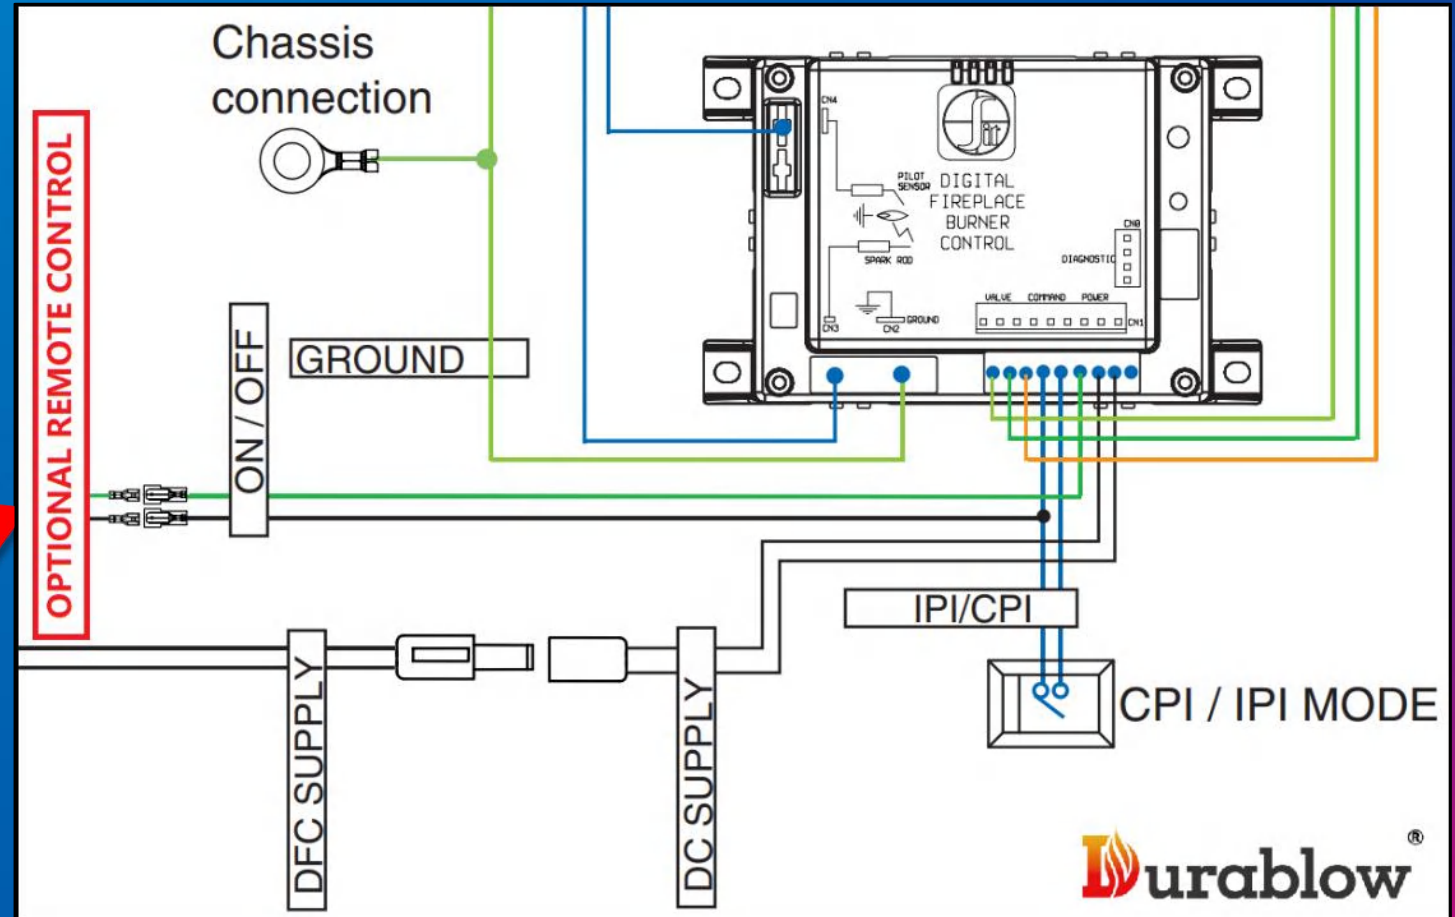 Chassis
connection
OPTIONAL REMOTE CONTROL
ON / OFF
GROUND
CN4
PILOT
SENSOR
Sit
DIGITAL
FIREPLACE
BURNER
CONTROL
SPARK ROD
CN8
DIAGNOSTIC
VALVE COMMAND POWER
CN3
CN2
GROUND
CN1
IPI/CPI
CPI / IPI MODE
DFC SUPPLY
DC SUPPLY
Durablow®